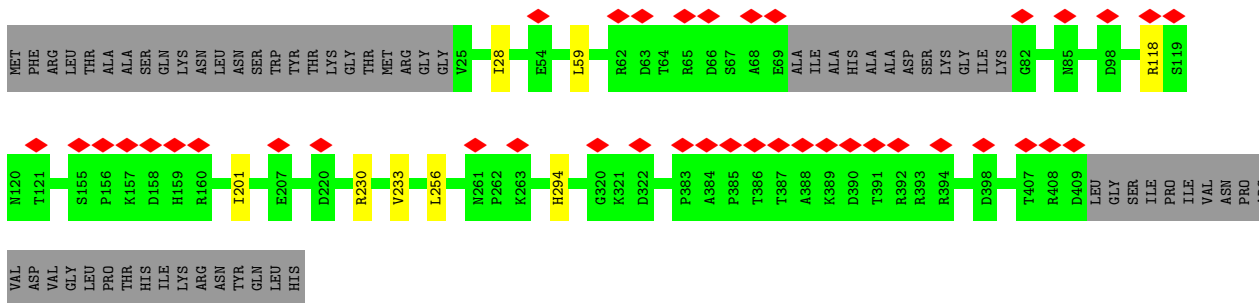 MET PHE ARG LEU THR ALA ALA SER GLN LYS ASN LEU ASN SER TRP TYR THR LYS GLY THR MET ARG GLY GLY V25 I28 E54 L59 R62 D63 T64 R65 D66 S67 A68 E69 ALA ILE ALA HIS ALA ALA ASP SER LYS GLY ILE LYS G82 N85 D98 R118 S119
N120 T121 S155 P156 K157 D158 H159 R160 I201 E207 D220 R230 V233 L256 N261 P262 K263 H294 G320 K321 D322 P383 A384 P385 T386 T387 A388 K389 D390 T391 R392 R393 R394 D398 T407 R408 D409 LEU GLY SER ILE PRO ILE VAL ASN PRO
VAL ASP VAL GLY LEU PRO THR HIS ILE LYS ARG ASN TYR GLN LEU HIS